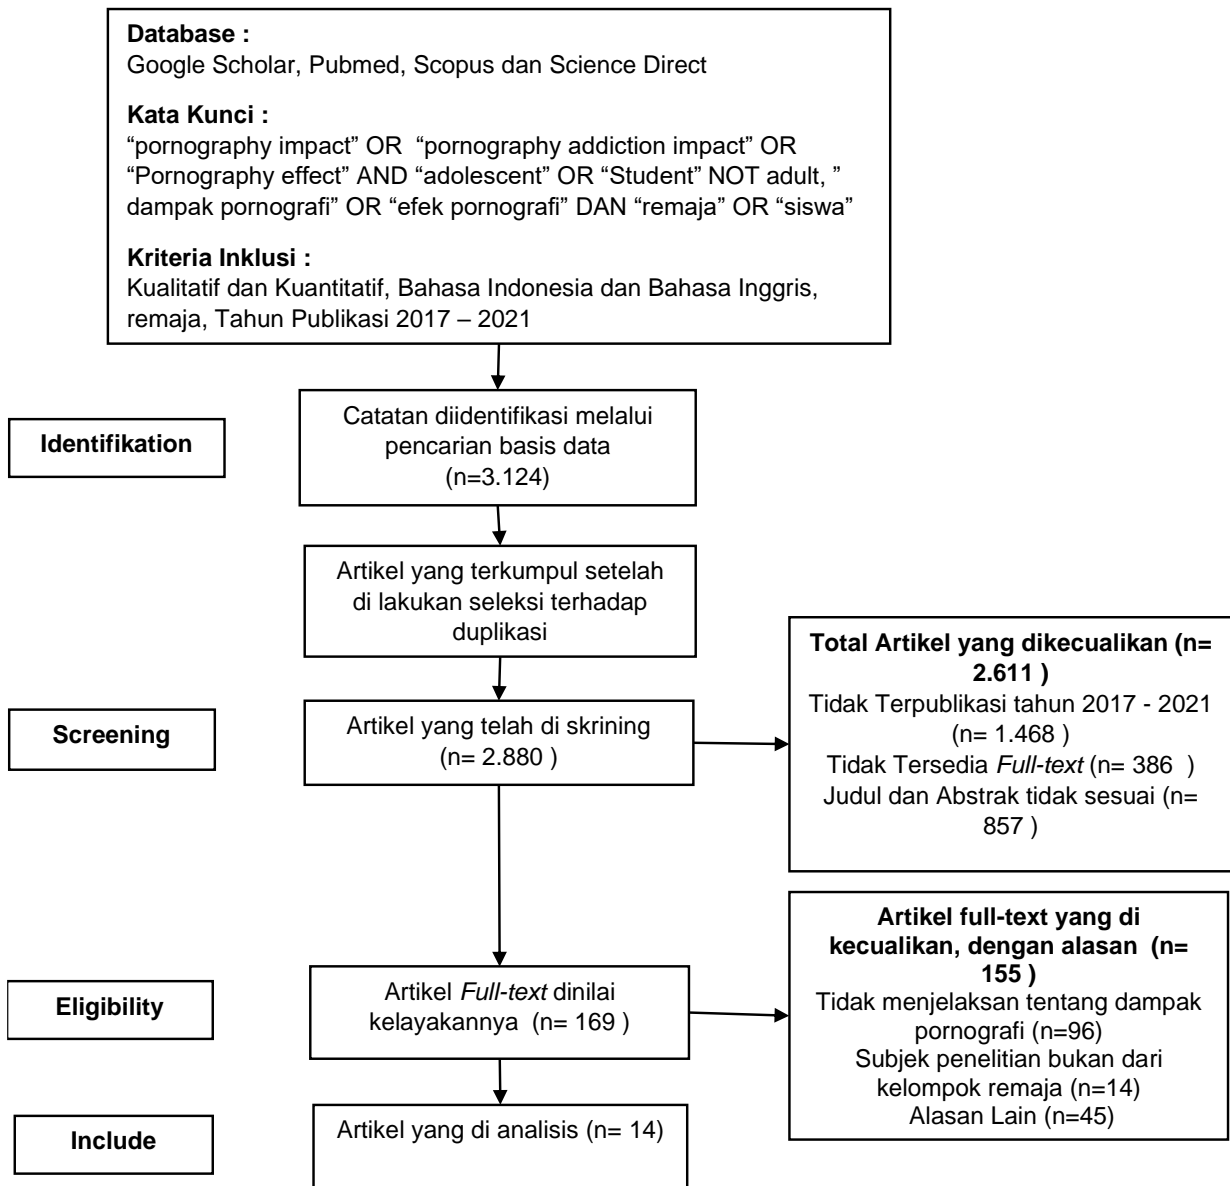 Database :
Google Scholar, Pubmed, Scopus dan Science Direct
Kata Kunci :
“pornography impact” OR “pornography addiction impact” OR
“Pornography effect” AND “adolescent” OR “Student” NOT adult, ”
dampak pornografi” OR “efek pornografi” DAN “remaja” OR “siswa”
Kriteria Inklusi :
Kualitatif dan Kuantitatif, Bahasa Indonesia dan Bahasa Inggris,
remaja, Tahun Publikasi 2017 – 2021
Identifikation
Catatan diidentifikasi melalui
pencarian basis data
(n=3.124)
Artikel yang terkumpul setelah
di lakukan seleksi terhadap
duplikasi
Screening
Artikel yang telah di skrining
(n= 2.880 )
Total Artikel yang dikecualikan (n=
2.611 )
Tidak Terpublikasi tahun 2017 - 2021
(n= 1.468 )
Tidak Tersedia Full-text (n= 386 )
Judul dan Abstrak tidak sesuai (n=
857 )
Eligibility
Artikel Full-text dinilai
kelayakannya (n= 169 )
Artikel full-text yang di
kecualikan, dengan alasan (n=
155 )
Tidak menjelaksan tentang dampak
pornografi (n=96)
Subjek penelitian bukan dari
kelompok remaja (n=14)
Alasan Lain (n=45)
Include
Artikel yang di analisis (n= 14)